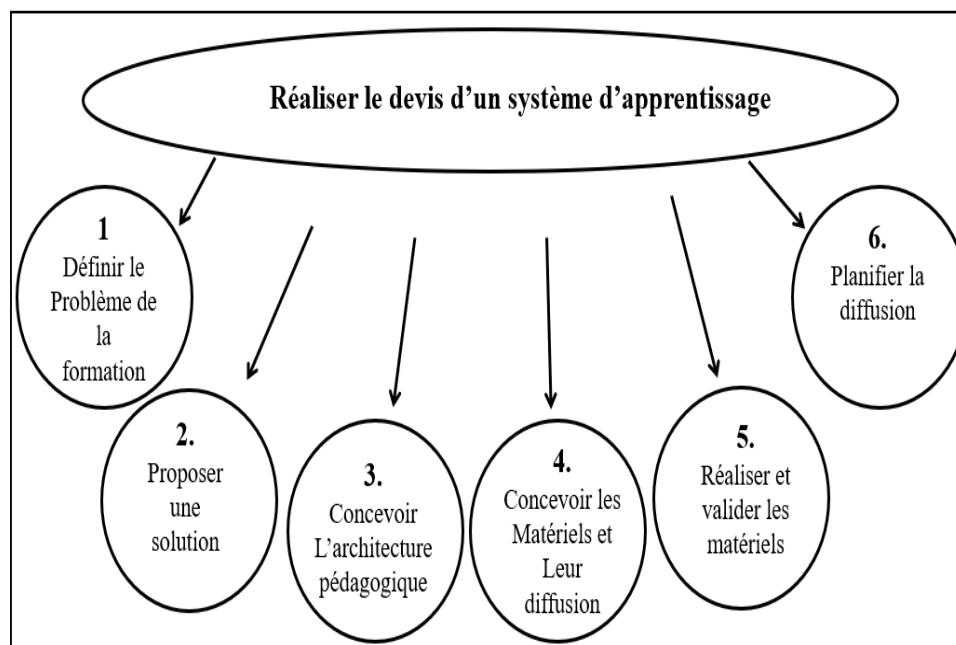 Réaliser le devis d’un système d’apprentissage
1
Définir le
Problème de
la
formation
2.
Proposer
une
solution
3.
Concevoir
L’architecture
pédagogique
4.
Concevoir les
Matériels et
Leur
diffusion
5.
Réaliser et
valider les
matériels
6.
Planifier la
diffusion